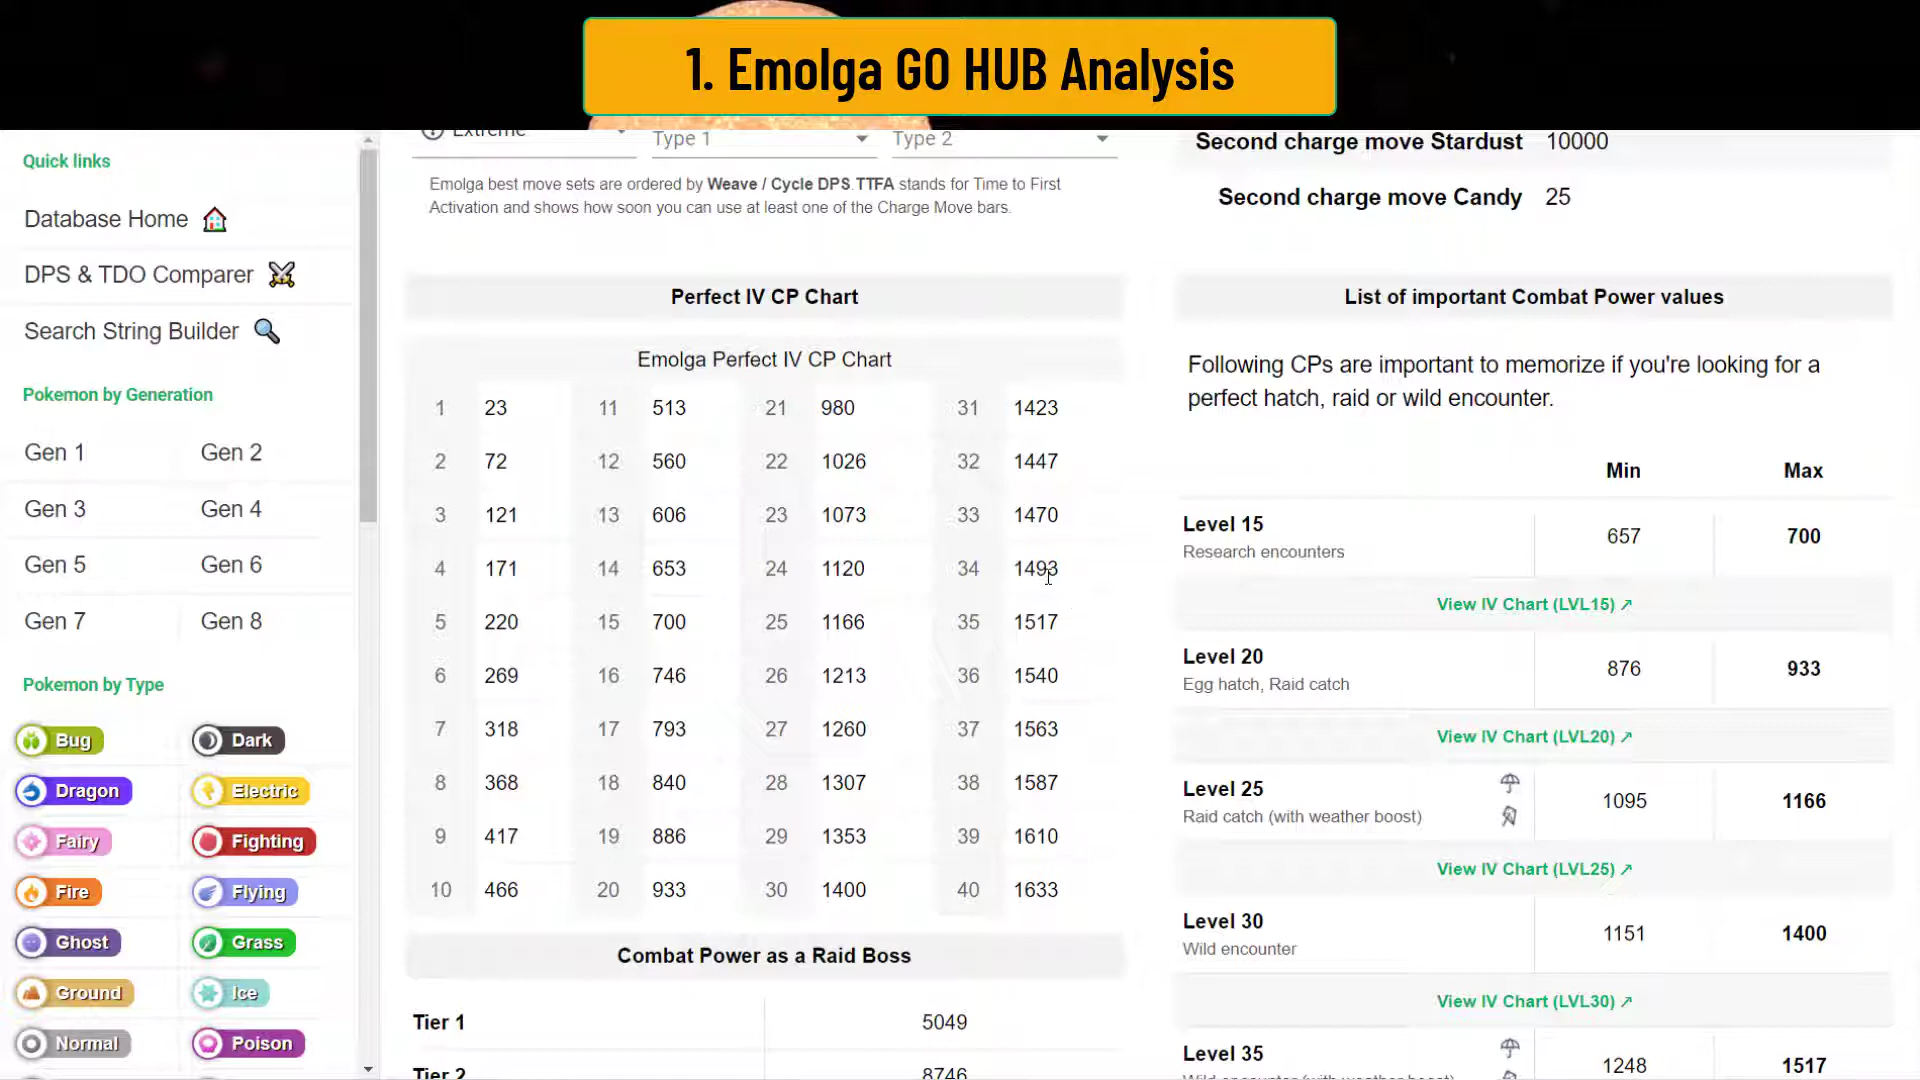 1. Emolga GO HUB Analysis
Quick links
Database Home
DPS & TDO Comparer
Search String Builder
Pokemon by Generation
Gen 1 Gen 2
Gen 3 Gen 4
Gen 5 Gen 6
Gen 7 Gen 8
Pokemon by Type
Bug Dark
Dragon Electric
Fairy Fighting
Fire Flying
Ghost Grass
Ground Ice
Normal Poison
Extreme Type 1 Type 2
Emolga best move sets are ordered by Weave / Cycle DPS. TTFA stands for Time to First
Activation and shows how soon you can use at least one of the Charge Move bars.
Perfect IV CP Chart
Emolga Perfect IV CP Chart
1 23 11 513 21 980 31 1423
2 72 12 560 22 1026 32 1447
3 121 13 606 23 1073 33 1470
4 171 14 653 24 1120 34 1493
5 220 15 700 25 1166 35 1517
6 269 16 746 26 1213 36 1540
7 318 17 793 27 1260 37 1563
8 368 18 840 28 1307 38 1587
9 417 19 886 29 1353 39 1610
10 466 20 933 30 1400 40 1633
Combat Power as a Raid Boss
Tier 1 5049
Tier 2 8746
Second charge move Stardust 10000
Second charge move Candy 25
List of important Combat Power values
Following CPs are important to memorize if you're looking for a
perfect hatch, raid or wild encounter.
Min Max
Level 15 657 700
Research encounters
View IV Chart (LVL15) ↗
Level 20 876 933
Egg hatch, Raid catch
View IV Chart (LVL20) ↗
Level 25 1095 1166
Raid catch (with weather boost)
View IV Chart (LVL25) ↗
Level 30 1151 1400
Wild encounter
View IV Chart (LVL30) ↗
Level 35 1248 1517
Wild encounter (with weather boost)